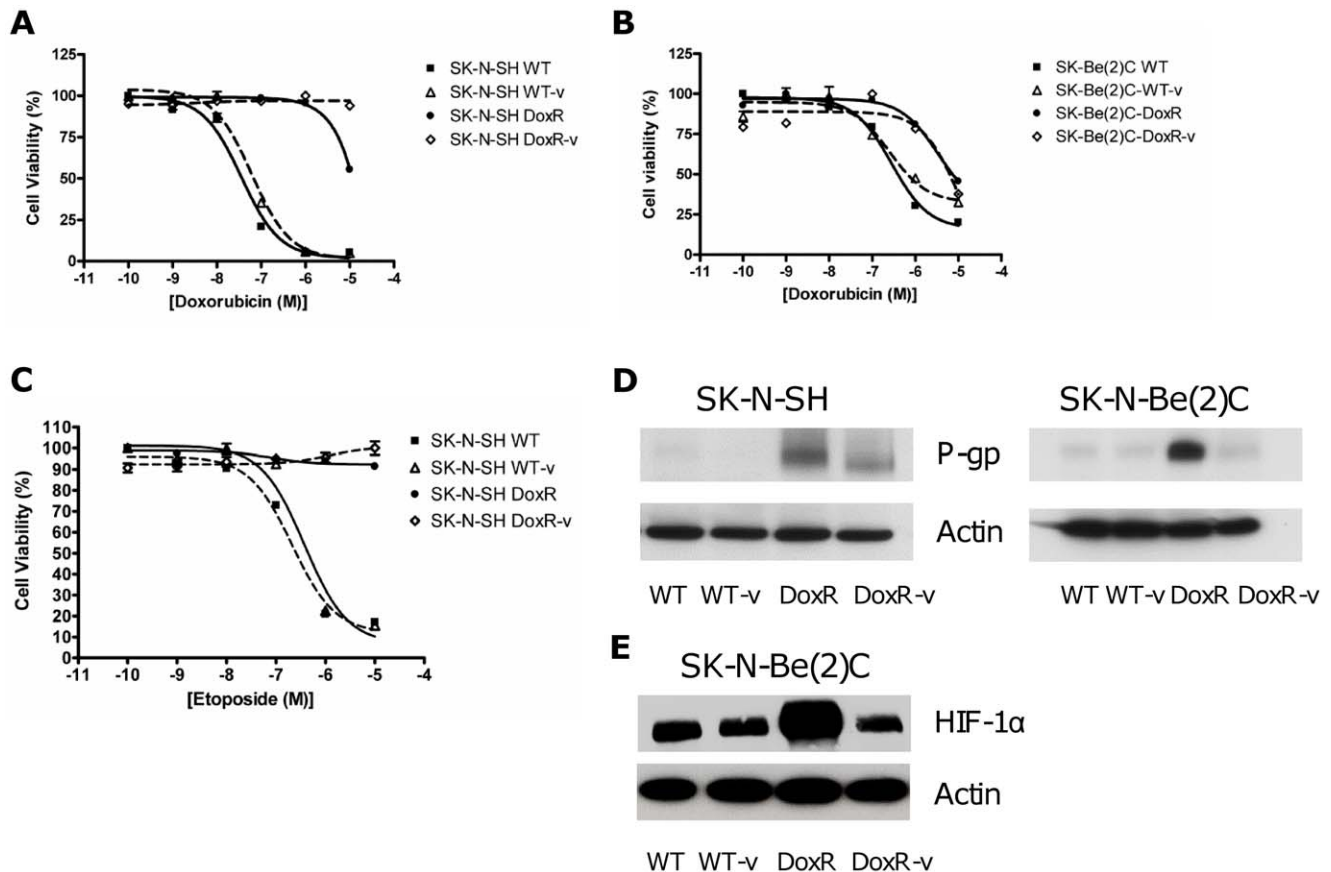 A
125
100
75
50
25
0
Cell Viability (%)
-11 -10 -9 -8 -7 -6 -5 -4
[Doxorubicin (M)]
SK-N-SH WT
SK-N-SH WT-v
SK-N-SH DoxR
SK-N-SH DoxR-v
B
125
100
75
50
25
0
Cell viability (%)
-11 -10 -9 -8 -7 -6 -5 -4
[Doxorubicin (M)]
SK-Be(2)C WT
SK-Be(2)C-WT-v
SK-Be(2)C-DoxR
SK-Be(2)C-DoxR-v
C
110
100
90
80
70
60
50
40
30
20
10
0
Cell Viability (%)
-11 -10 -9 -8 -7 -6 -5 -4
[Etoposide (M)]
SK-N-SH WT
SK-N-SH WT-v
SK-N-SH DoxR
SK-N-SH DoxR-v
D
SK-N-SH SK-N-Be(2)C
P-gp
Actin
WT WT-v DoxR DoxR-v WT WT-v DoxR DoxR-v
E
SK-N-Be(2)C
HIF-1α
Actin
WT WT-v DoxR DoxR-v